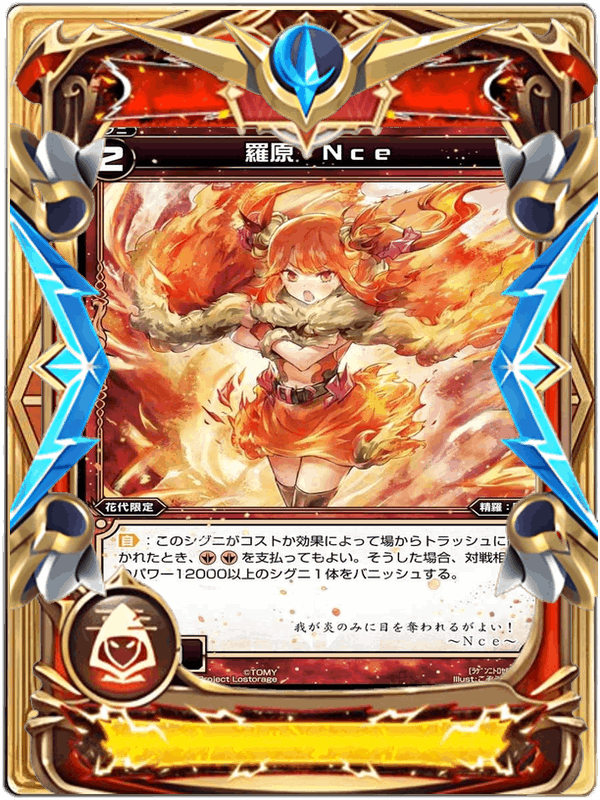 2
羅原 Nce
花代限定
精羅:
自:このシグニがコストか効果によって場からトラッシュに
かれたとき、を支払ってもよい。そうした場合、対戦相
パワー12000以上のシグニ1体をバニッシュする。
我が炎のみに目を奪われるがよい!
~Nce~
©TOMY
Project Lostorage
Illust: